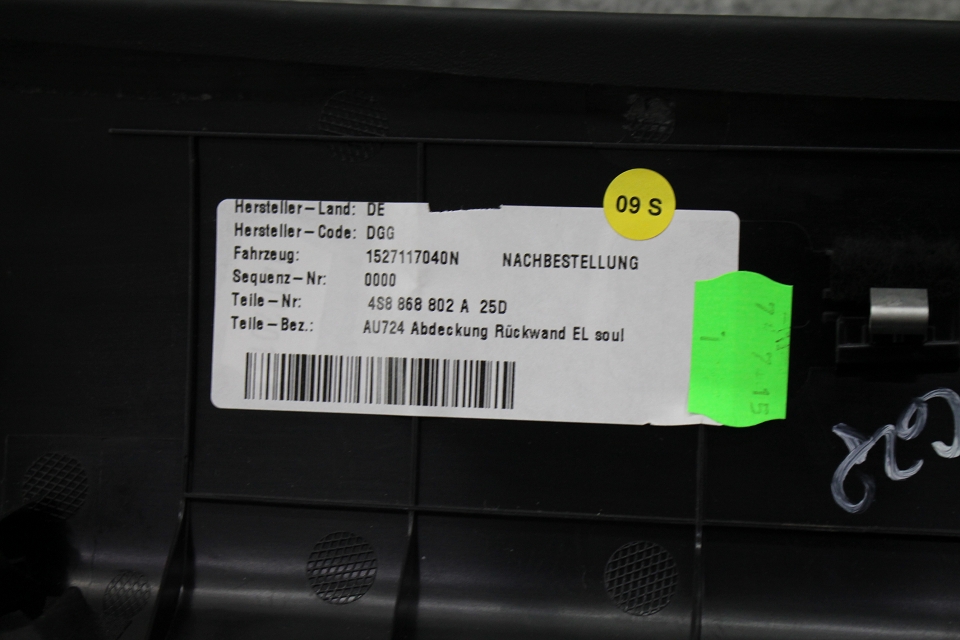 09 S
Hersteller-Land: DE
Hersteller-Code: DGG
Fahrzeug: 1527117040N NACHBESTELLUNG
Sequenz-Nr: 0000
Teile-Nr: 4S8 868 802 A 25D
Teile-Bez.: AU724 Abdeckung Rückwand EL soul